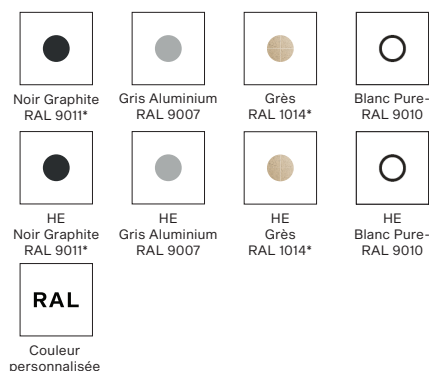 Noir Graphite
RAL 9011*
Gris Aluminium
RAL 9007
Grès
RAL 1014*
Blanc Pure-
RAL 9010
HE
Noir Graphite
RAL 9011*
HE
Gris Aluminium
RAL 9007
HE
Grès
RAL 1014*
HE
Blanc Pure-
RAL 9010
RAL
Couleur
personnalisée